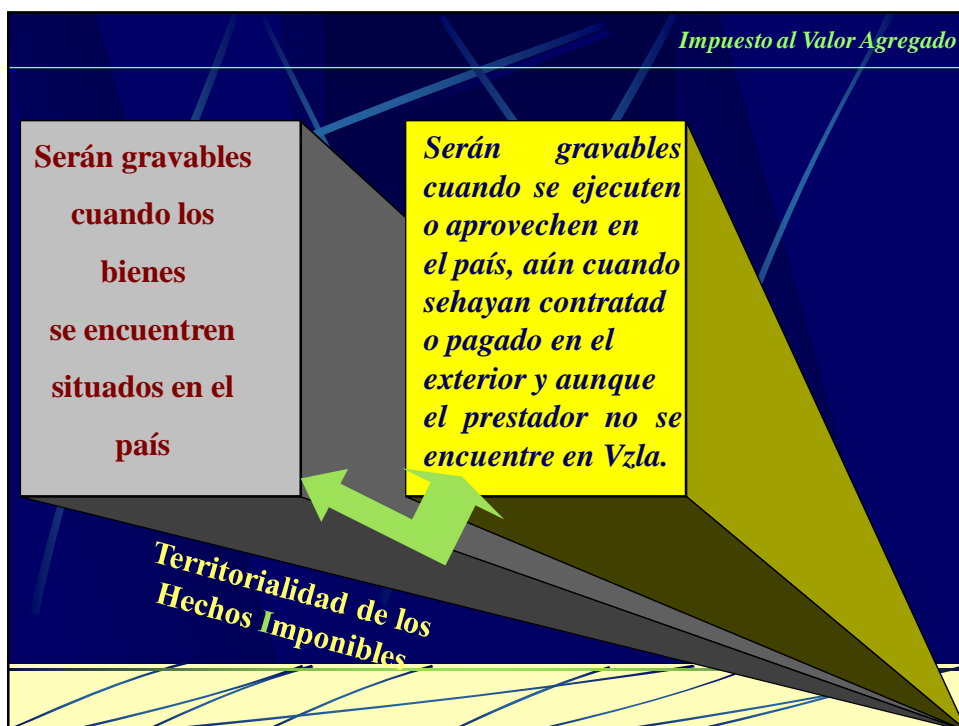 Impuesto al Valor Agregado
Serán gravables
cuando los
bienes
se encuentren
situados en el
país
Serán gravables
cuando se ejecuten
o aprovechen en
el país, aún cuando
sehayan contratad
o pagado en el
exterior y aunque
el prestador no se
encuentre en Vzla.
Territorialidad de los
Hechos Imponibles